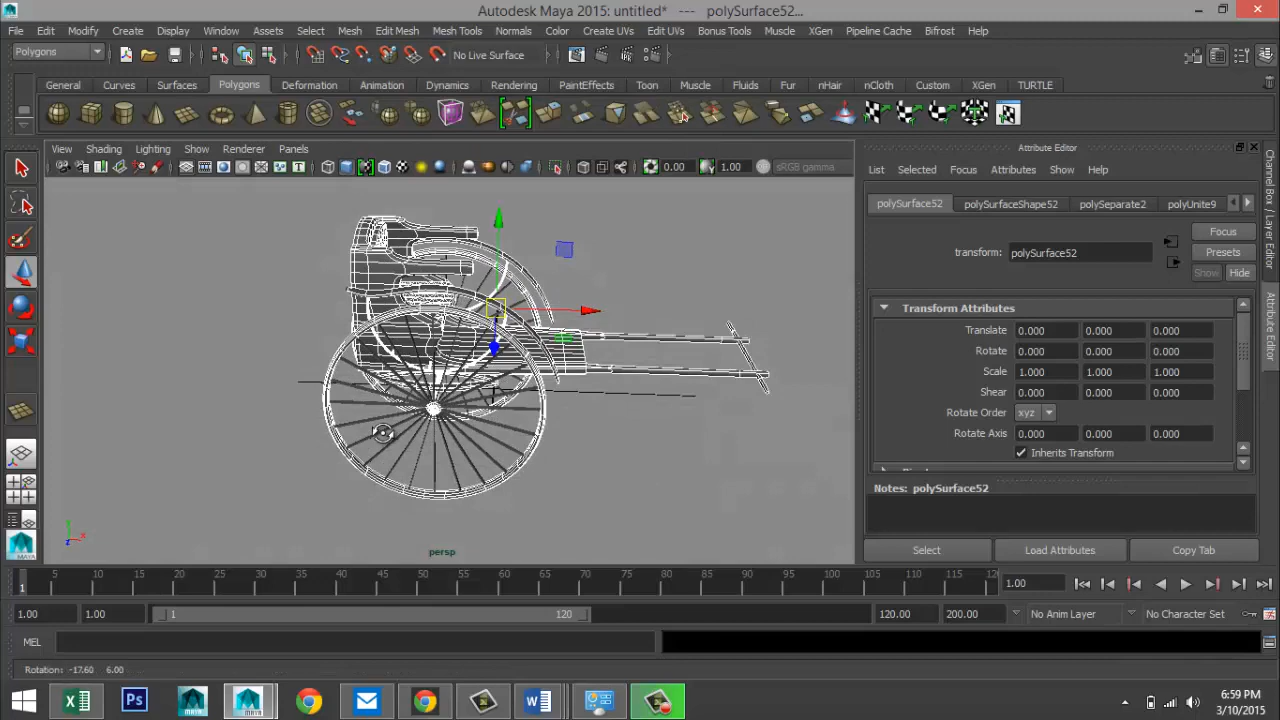 Autodesk Maya 2015: untitled* --- polySurface52...
File Edit Modify Create Display Window Assets Select Mesh Edit Mesh Mesh Tools Normals Color Create UVs Edit UVs Bonus Tools Muscle XGen Pipeline Cache Bifrost Help
Polygons No Live Surface
General Curves Surfaces Polygons Deformation Animation Dynamics Rendering PaintEffects Toon Muscle Fluids Fur nHair nCloth Custom XGen TURTLE
View Shading Lighting Show Renderer Panels
0.00 1.00 sRGB gamma
persp
Attribute Editor
List Selected Focus Attributes Show Help
polySurface52 polySurfaceShape52 polySeparate2 polyUnite9
Focus
transform: polySurface52
Presets
Show Hide
Transform Attributes
Translate 0.000 0.000 0.000
Rotate 0.000 0.000 0.000
Scale 1.000 1.000 1.000
Shear 0.000 0.000 0.000
Rotate Order xyz
Rotate Axis 0.000 0.000 0.000
Inherits Transform
Notes: polySurface52
Select Load Attributes Copy Tab
Channel Box / Layer Editor
Attribute Editor
1 5 10 15 20 25 30 35 40 45 50 55 60 65 70 75 80 85 90 95 100 105 110 115 120 1.00
1.00 1.00 1 120 120.00 200.00 No Anim Layer No Character Set
MEL
Rotation: -17.60 6.00
6:59 PM
3/10/2015